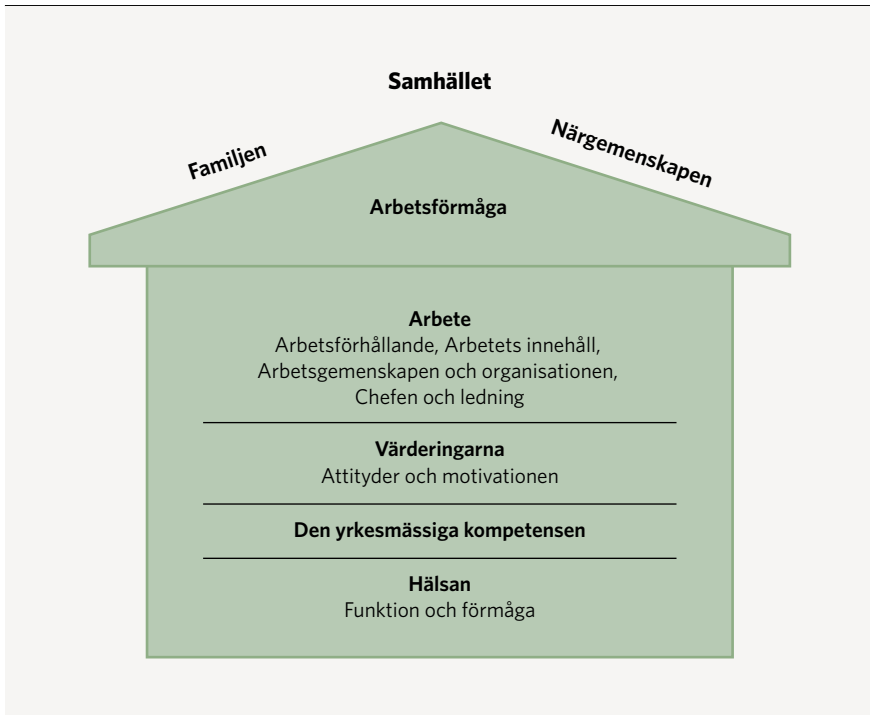 Samhället
Familjen
Närgemenskapen
Arbetsförmåga
Arbete
Arbetsförhållande, Arbetets innehåll,
Arbetsgemenskapen och organisationen,
Chefen och ledning
Värderingarna
Attityder och motivationen
Den yrkesmässiga kompetensen
Hälsan
Funktion och förmåga